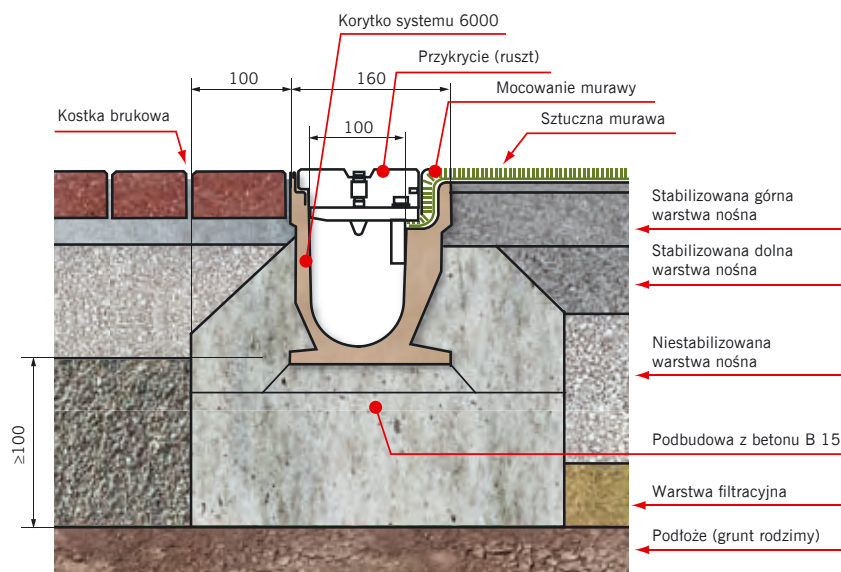 Korytko systemu 6000
Przykrycie (ruszt)
100
160
Mocowanie murawy
Kostka brukowa
100
Sztuczna murawa
Stabilizowana górna
warstwa nośna
Stabilizowana dolna
warstwa nośna
Niestabilizowana
warstwa nośna
≥100
Podbudowa z betonu B 15
Warstwa filtracyjna
Podłoże (grunt rodzimy)